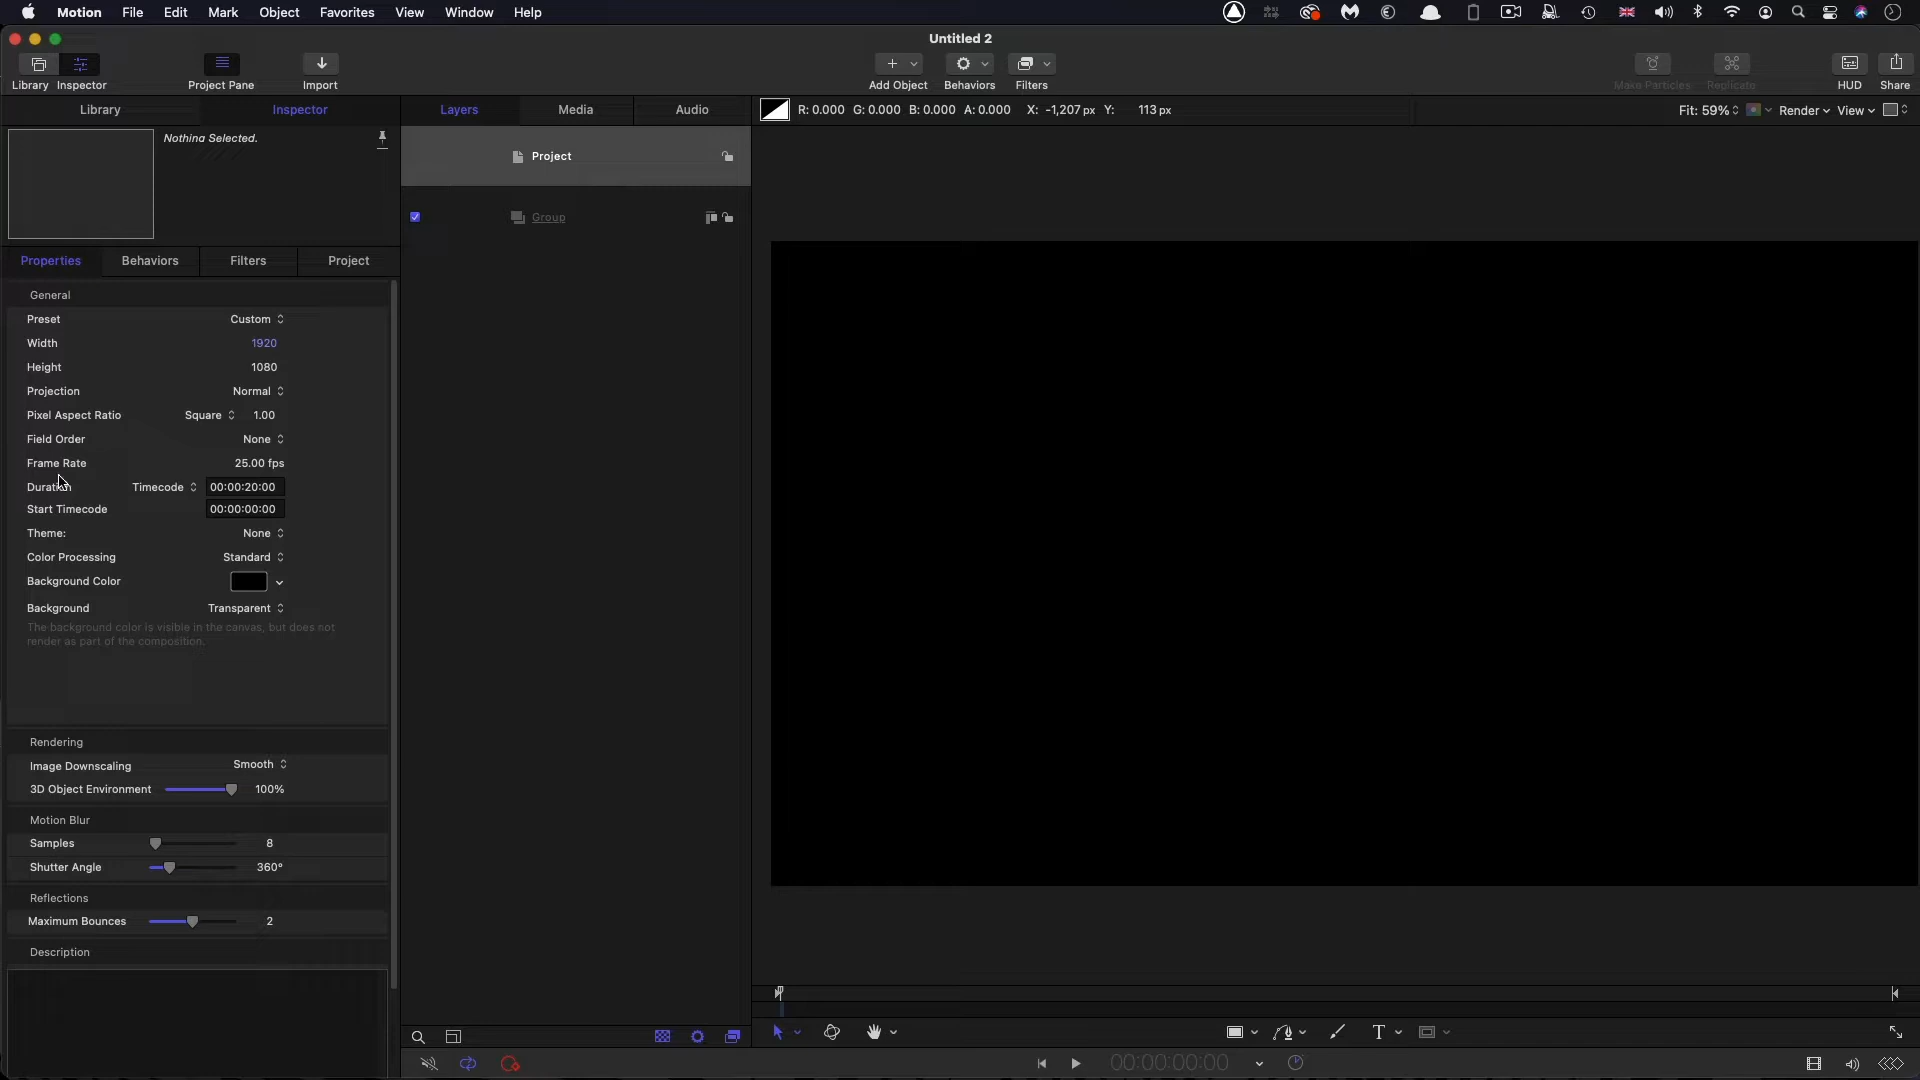 Motion File Edit Mark Object Favorites View Window Help
Untitled 2
Library Inspector Project Pane Import Add Object Behaviors Filters Make Particles Replicate HUD Share
Library Inspector Layers Media Audio R: 0.000 G: 0.000 B: 0.000 A: 0.000 X: -1,207 px Y: 113 px Fit: 59% Render View
Nothing Selected.
Project
Group
Properties Behaviors Filters Project
General
Preset Custom
Width 1920
Height 1080
Projection Normal
Pixel Aspect Ratio Square 1.00
Field Order None
Frame Rate 25.00 fps
Duration Timecode 00:00:20:00
Start Timecode 00:00:00:00
Theme: None
Color Processing Standard
Background Color
Background Transparent
The background color is visible in the canvas, but does not
render as part of the composition.
Rendering
Image Downscaling Smooth
3D Object Environment 100%
Motion Blur
Samples 8
Shutter Angle 360°
Reflections
Maximum Bounces 2
Description
T
00:00:00:00